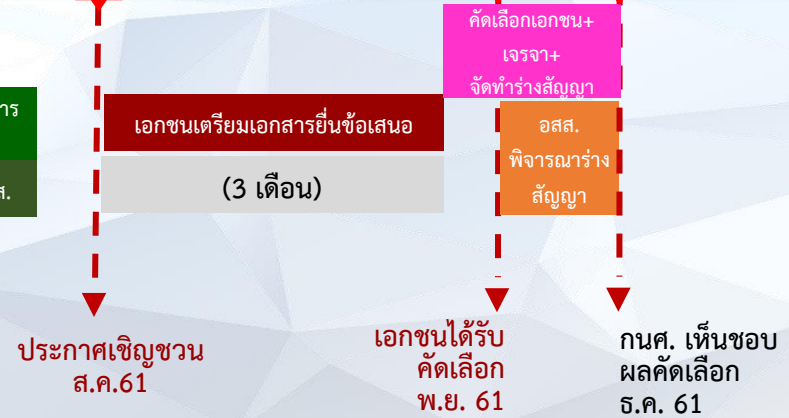 คัดเลือกเอกชน+
เจรจา+
จัดทำร่างสัญญา
เอกชนเตรียมเอกสารยื่นข้อเสนอ
(3 เดือน)
อสส.
พิจารณาร่าง
สัญญา
ประกาศเชิญชวน
ส.ค.61
เอกชนได้รับ
คัดเลือก
พ.ย. 61
กนศ. เห็นชอบ
ผลคัดเลือก
ธ.ค. 61